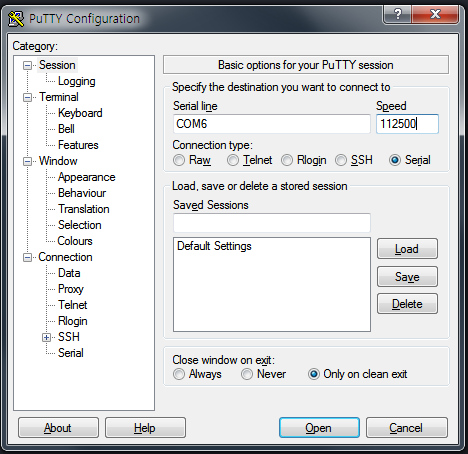 PuTTY Configuration
Category:
Session
Logging
Terminal
Keyboard
Bell
Features
Window
Appearance
Behaviour
Translation
Selection
Colours
Connection
Data
Proxy
Telnet
Rlogin
SSH
Serial
Basic options for your PuTTY session
Specify the destination you want to connect to
Serial line Speed
COM6 112500
Connection type:
Raw Telnet Rlogin SSH Serial
Load, save or delete a stored session
Saved Sessions
Default Settings
Load
Save
Delete
Close window on exit:
Always Never Only on clean exit
About Help Open Cancel